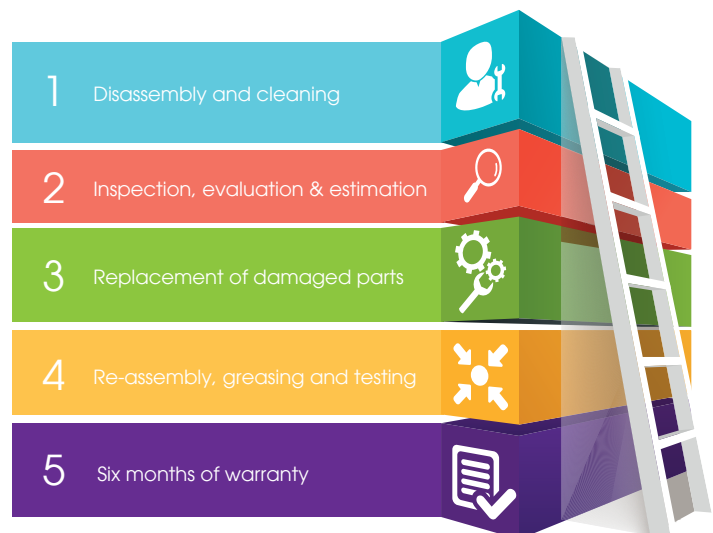 1 Disassembly and cleaning
2 Inspection, evaluation & estimation
3 Replacement of damaged parts
4 Re-assembly, greasing and testing
5 Six months of warranty